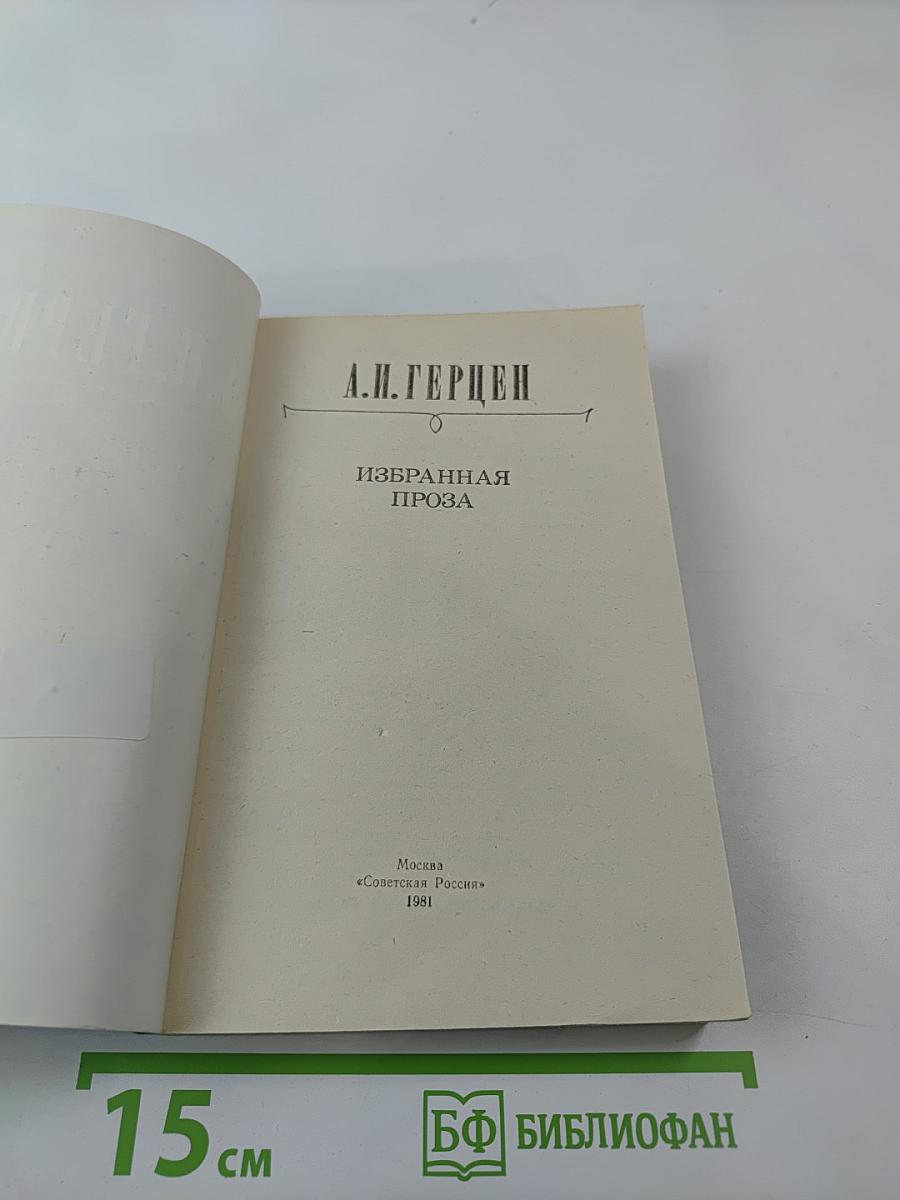 А.И.ГЕРЦЕН
ИЗБРАННАЯ
ПРОЗА
Москва
«Советская Россия»
1981
15 см
БФ БИБЛИОФАН